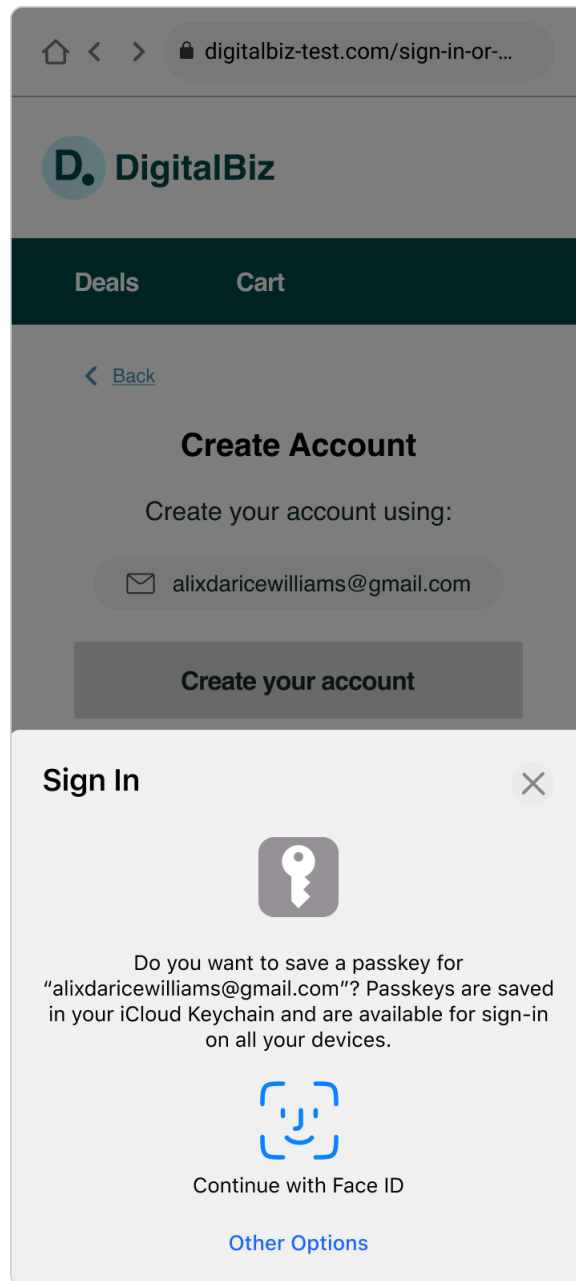 digitalbiz-test.com/sign-in-or-...
D. DigitalBiz
Deals Cart
Back
Create Account
Create your account using:
alixdaricewilliams@gmail.com
Create your account
Sign In
Do you want to save a passkey for
“alixdaricewilliams@gmail.com”? Passkeys are saved
in your iCloud Keychain and are available for sign-in
on all your devices.
Continue with Face ID
Other Options